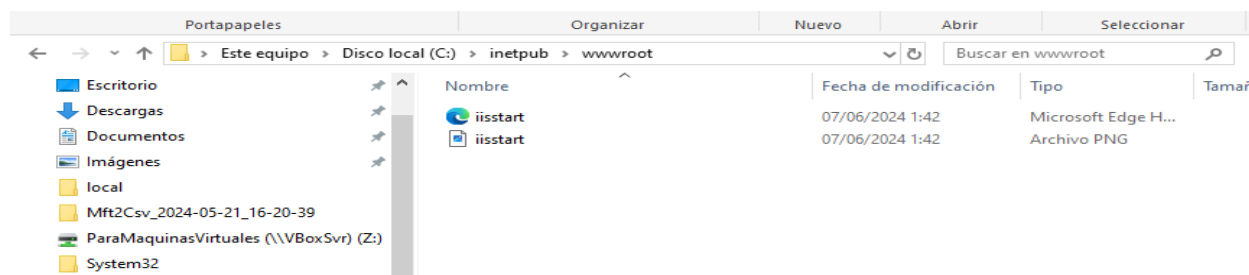 Portapapeles Organizar Nuevo Abrir Seleccionar
Este equipo > Disco local (C:) > inetpub > wwwroot Buscar en wwwroot
Escritorio
Descargas
Documentos
Imágenes
local
Mft2Csv_2024-05-21_16-20-39
ParaMaquinasVirtuales (\\VBoxSvr) (Z:)
System32
Nombre Fecha de modificación Tipo Tamañ
iisstart 07/06/2024 1:42 Microsoft Edge H...
iisstart 07/06/2024 1:42 Archivo PNG